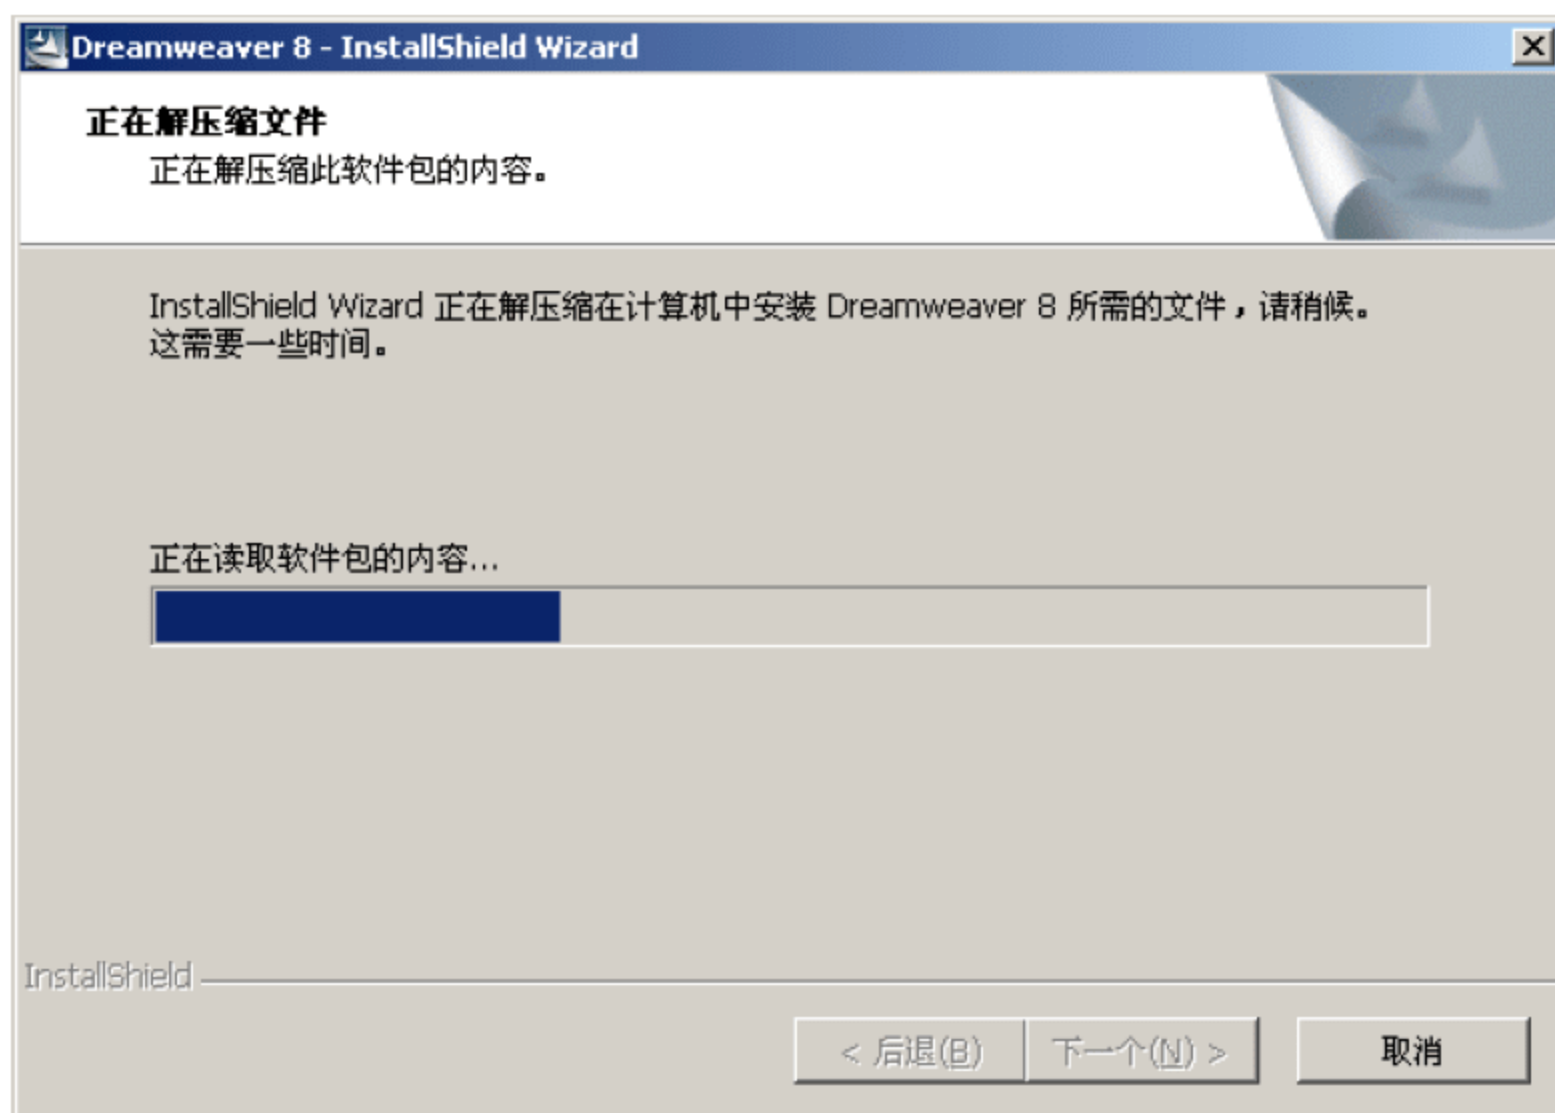 Dreamweaver 8 - InstallShield Wizard
正在解压缩文件
正在解压缩此软件包的内容。
InstallShield Wizard 正在解压缩在计算机中安装 Dreamweaver 8 所需的文件，请稍候。
这需要一些时间。
正在读取软件包的内容...
InstallShield
< 后退(B) 下一个(N) > 取消